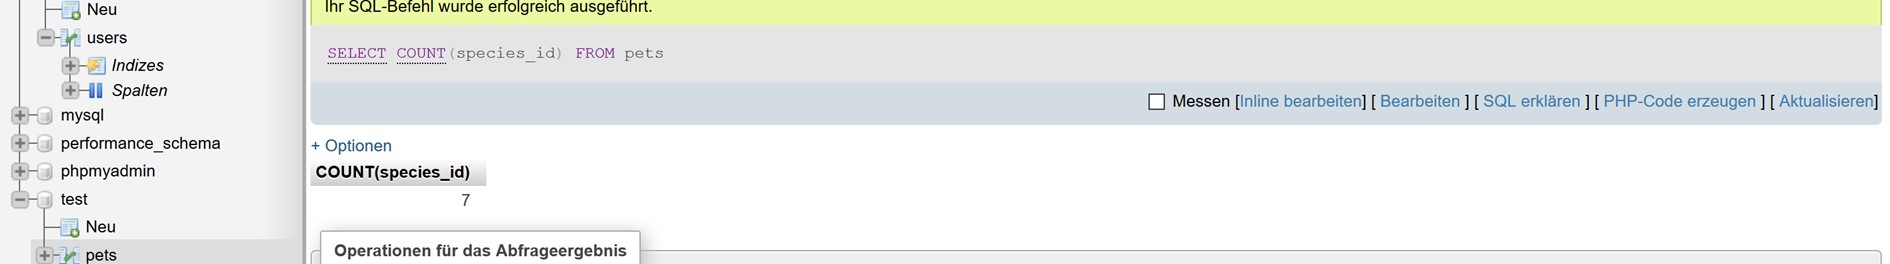 Neu
users
Indizes
Spalten
mysql
performance_schema
phpmyadmin
test
Neu
pets
Ihr SQL-Befehl wurde erfolgreich ausgeführt.
SELECT COUNT(species_id) FROM pets
Messen [Inline bearbeiten] [ Bearbeiten ] [ SQL erklären ] [ PHP-Code erzeugen ] [ Aktualisieren]
+ Optionen
COUNT(species_id)
7
Operationen für das Abfrageergebnis